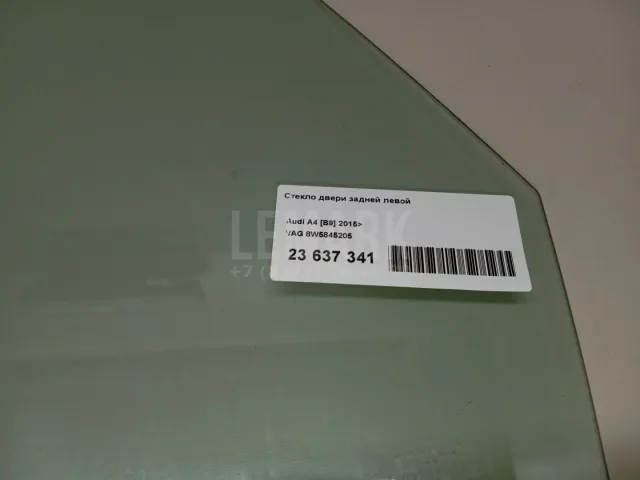 Стекло двери задней левой
Audi A4 [B9] 2015>
VAG 8W5845205
23 637 341